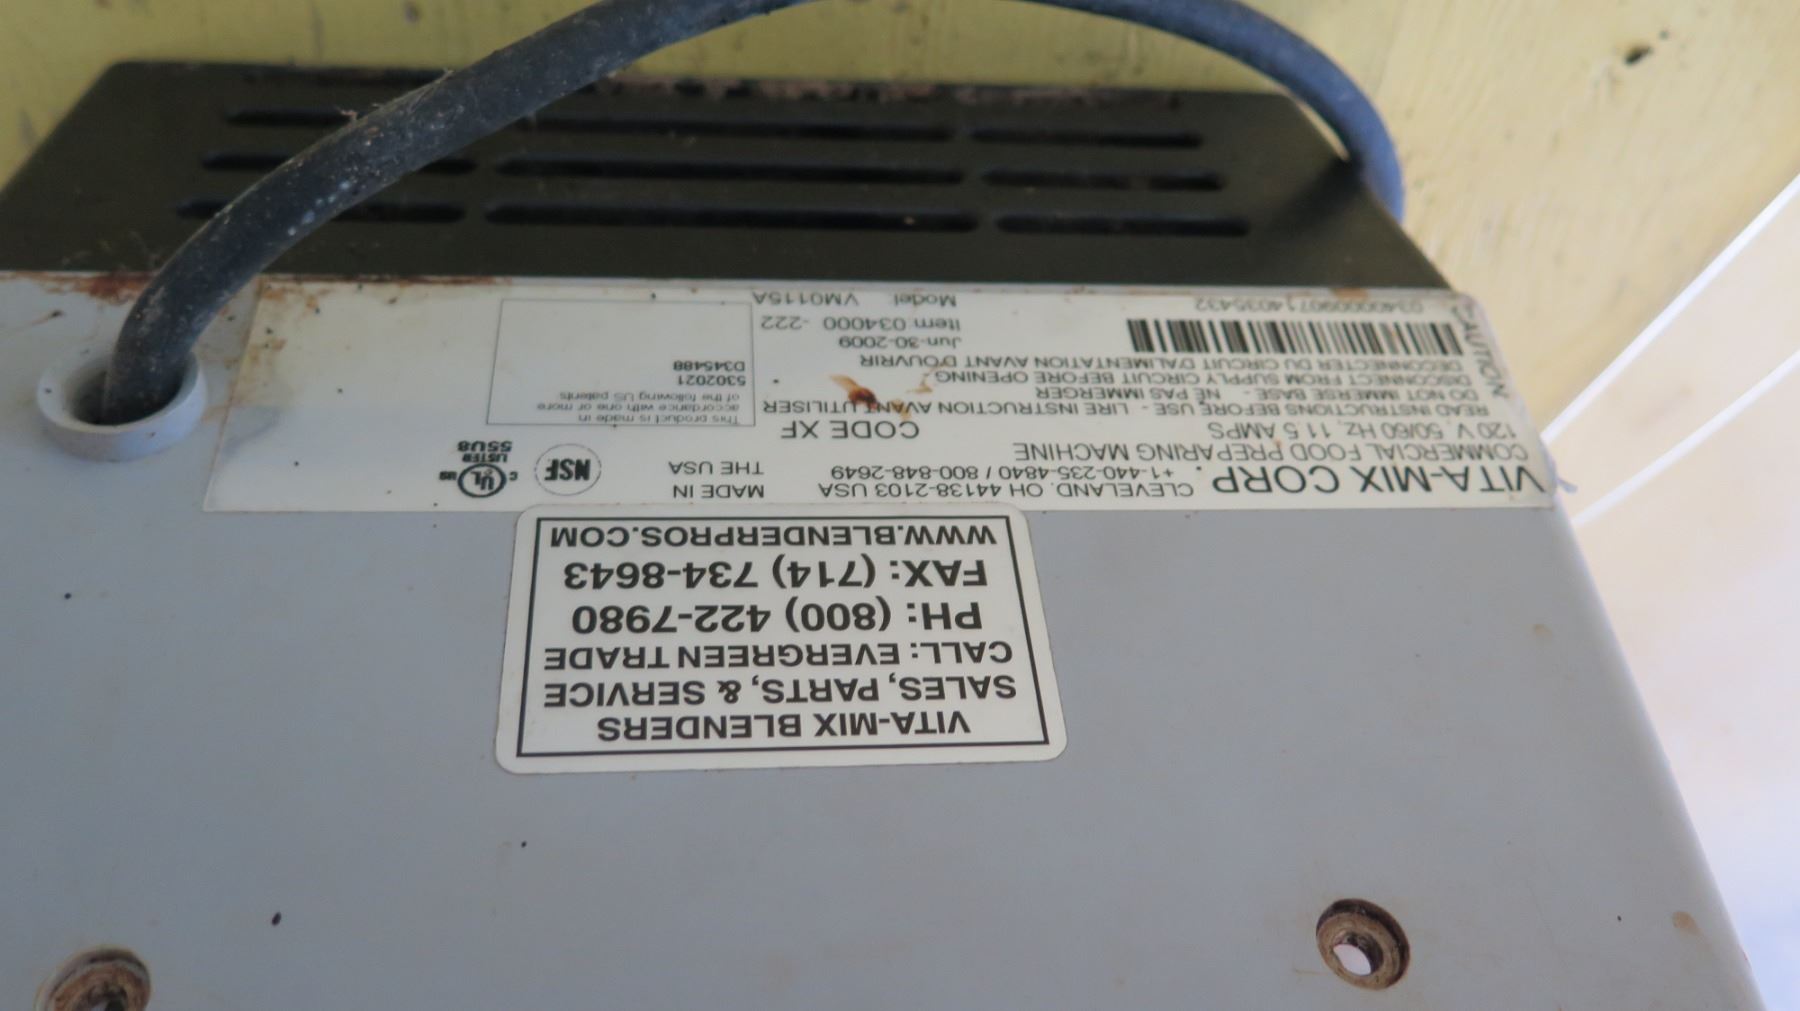 VITA-MIX CORP.
CLEVELAND, OH 44138-2103 USA
+1-440-235-4840 / 800-848-2649
MADE IN
THE USA
COMMERCIAL FOOD PREPARING MACHINE
120 V, 50/60 HZ, 11.5 AMPS
CODE XF
NSF
C UL US
LISTED
55U8
CAUTION
READ INSTRUCTIONS BEFORE USE - LIRE INSTRUCTION AVANT UTILISER
DO NOT IMMERSE BASE - NE PAS IMMERGER
DISCONNECT FROM SUPPLY CIRCUIT BEFORE OPENING
DECONNECTER DU CIRCUIT D'ALIMENTATION AVANT D'OUVRIR
Jun-30-2009
Item 034000 -222
Model: VM0115A
This product is made in
accordance with one or more
of the following US patents
5302021
D345488
VITA-MIX BLENDERS
SALES, PARTS, & SERVICE
CALL: EVERGREEN TRADE
PH: (800) 422-7980
FAX: (714) 734-8643
WWW.BLENDERPROS.COM